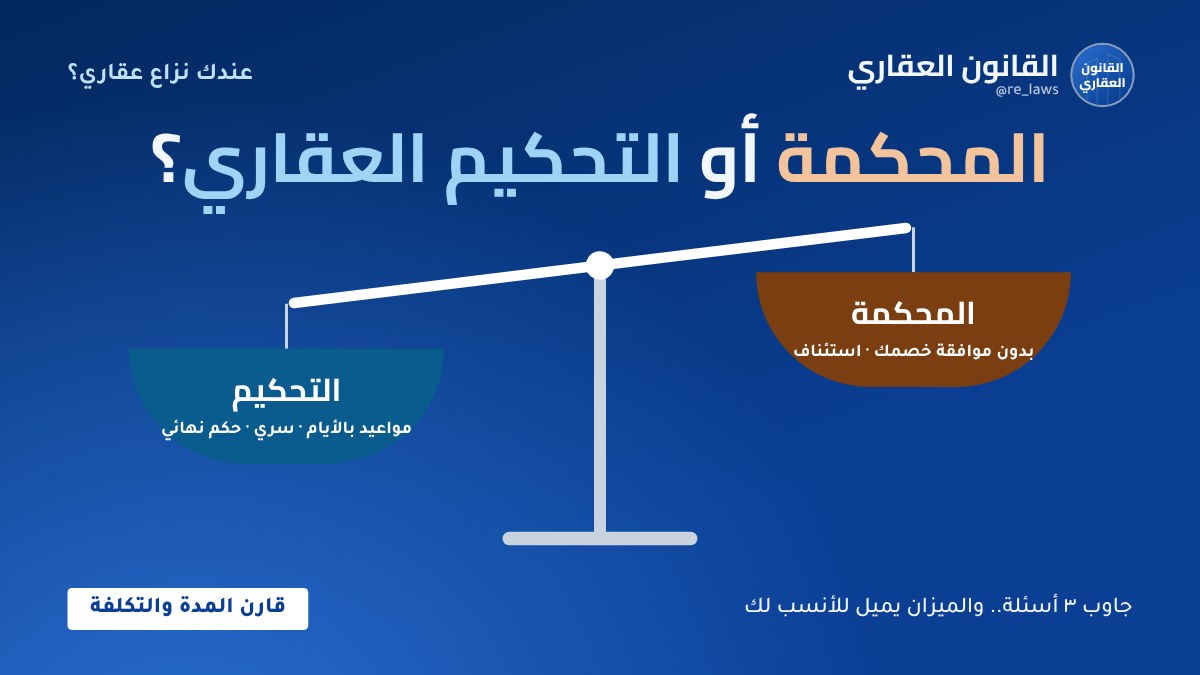 القانون العقاري
القانون العقاري
@re_laws
عندك نزاع عقاري؟
المحكمة أو التحكيم العقاري؟
المحكمة
بدون موافقة خصمك · استئناف
التحكيم
مواعيد بالأيام · سري · حكم نهائي
جاوب ٣ أسئلة.. والميزان يميل للأنسب لك
قارن المدة والتكلفة